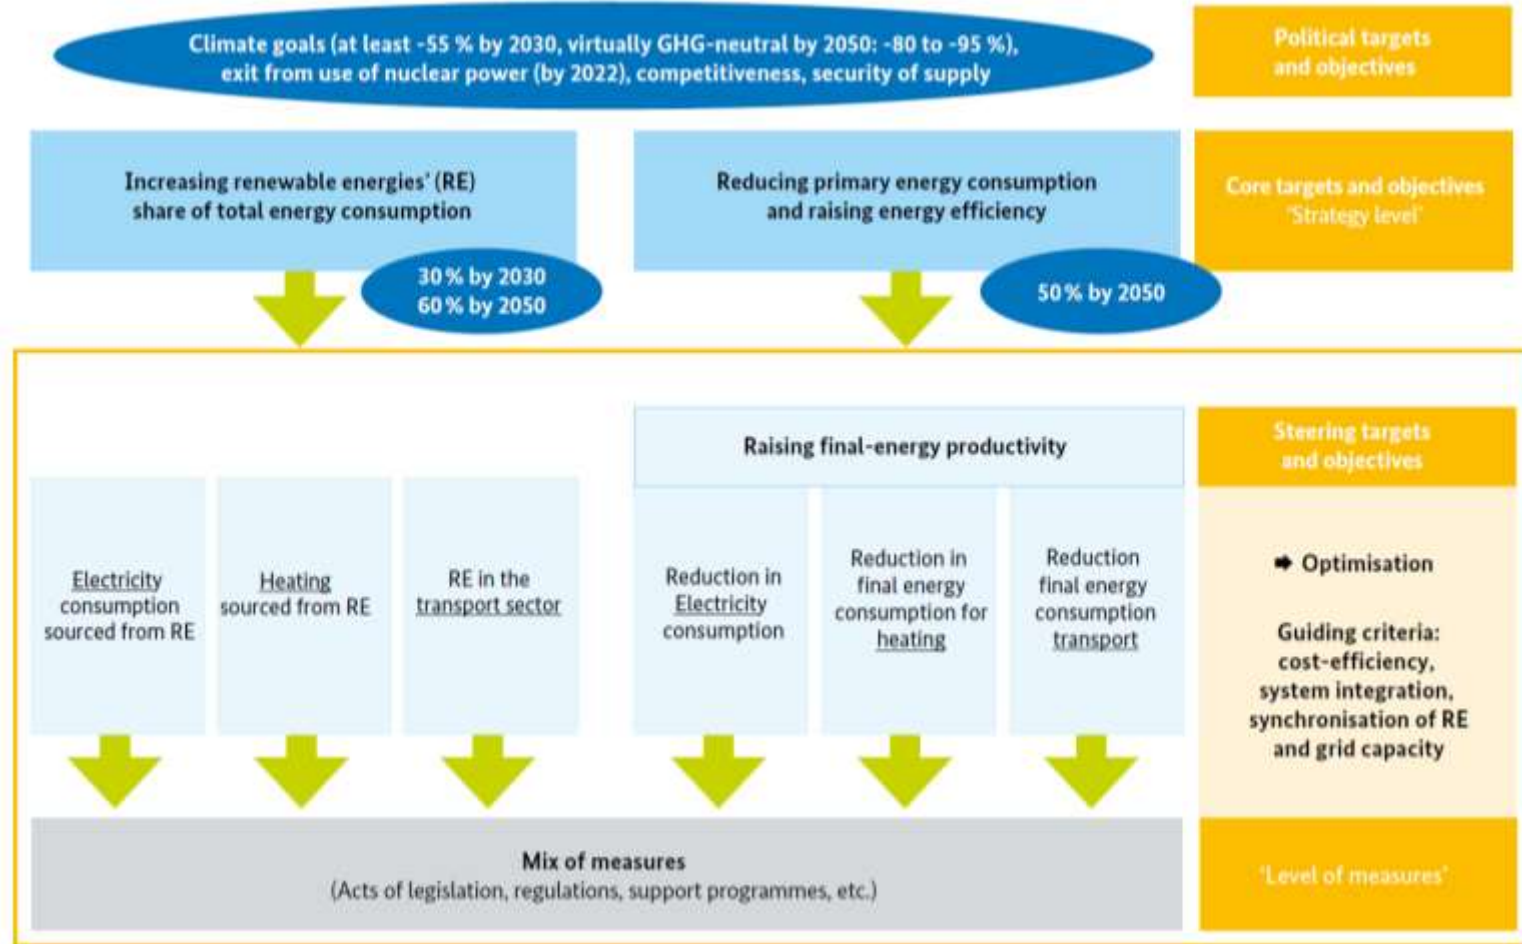 Climate goals (at least -55 % by 2030, virtually GHG-neutral by 2050: -80 to -95 %),
exit from use of nuclear power (by 2022), competitiveness, security of supply
Political targets
and objectives
Increasing renewable energies' (RE)
share of total energy consumption
Reducing primary energy consumption
and raising energy efficiency
Core targets and objectives
'Strategy level'
30 % by 2030
60 % by 2050
50 % by 2050
Raising final-energy productivity
Steering targets
and objectives
Electricity
consumption
sourced from RE
Heating
sourced from RE
RE in the
transport sector
Reduction in
Electricity
consumption
Reduction in
final energy
consumption for
heating
Reduction
final energy
consumption
transport
➡ Optimisation
Guiding criteria:
cost-efficiency,
system integration,
synchronisation of RE
and grid capacity
Mix of measures
(Acts of legislation, regulations, support programmes, etc.)
'Level of measures'